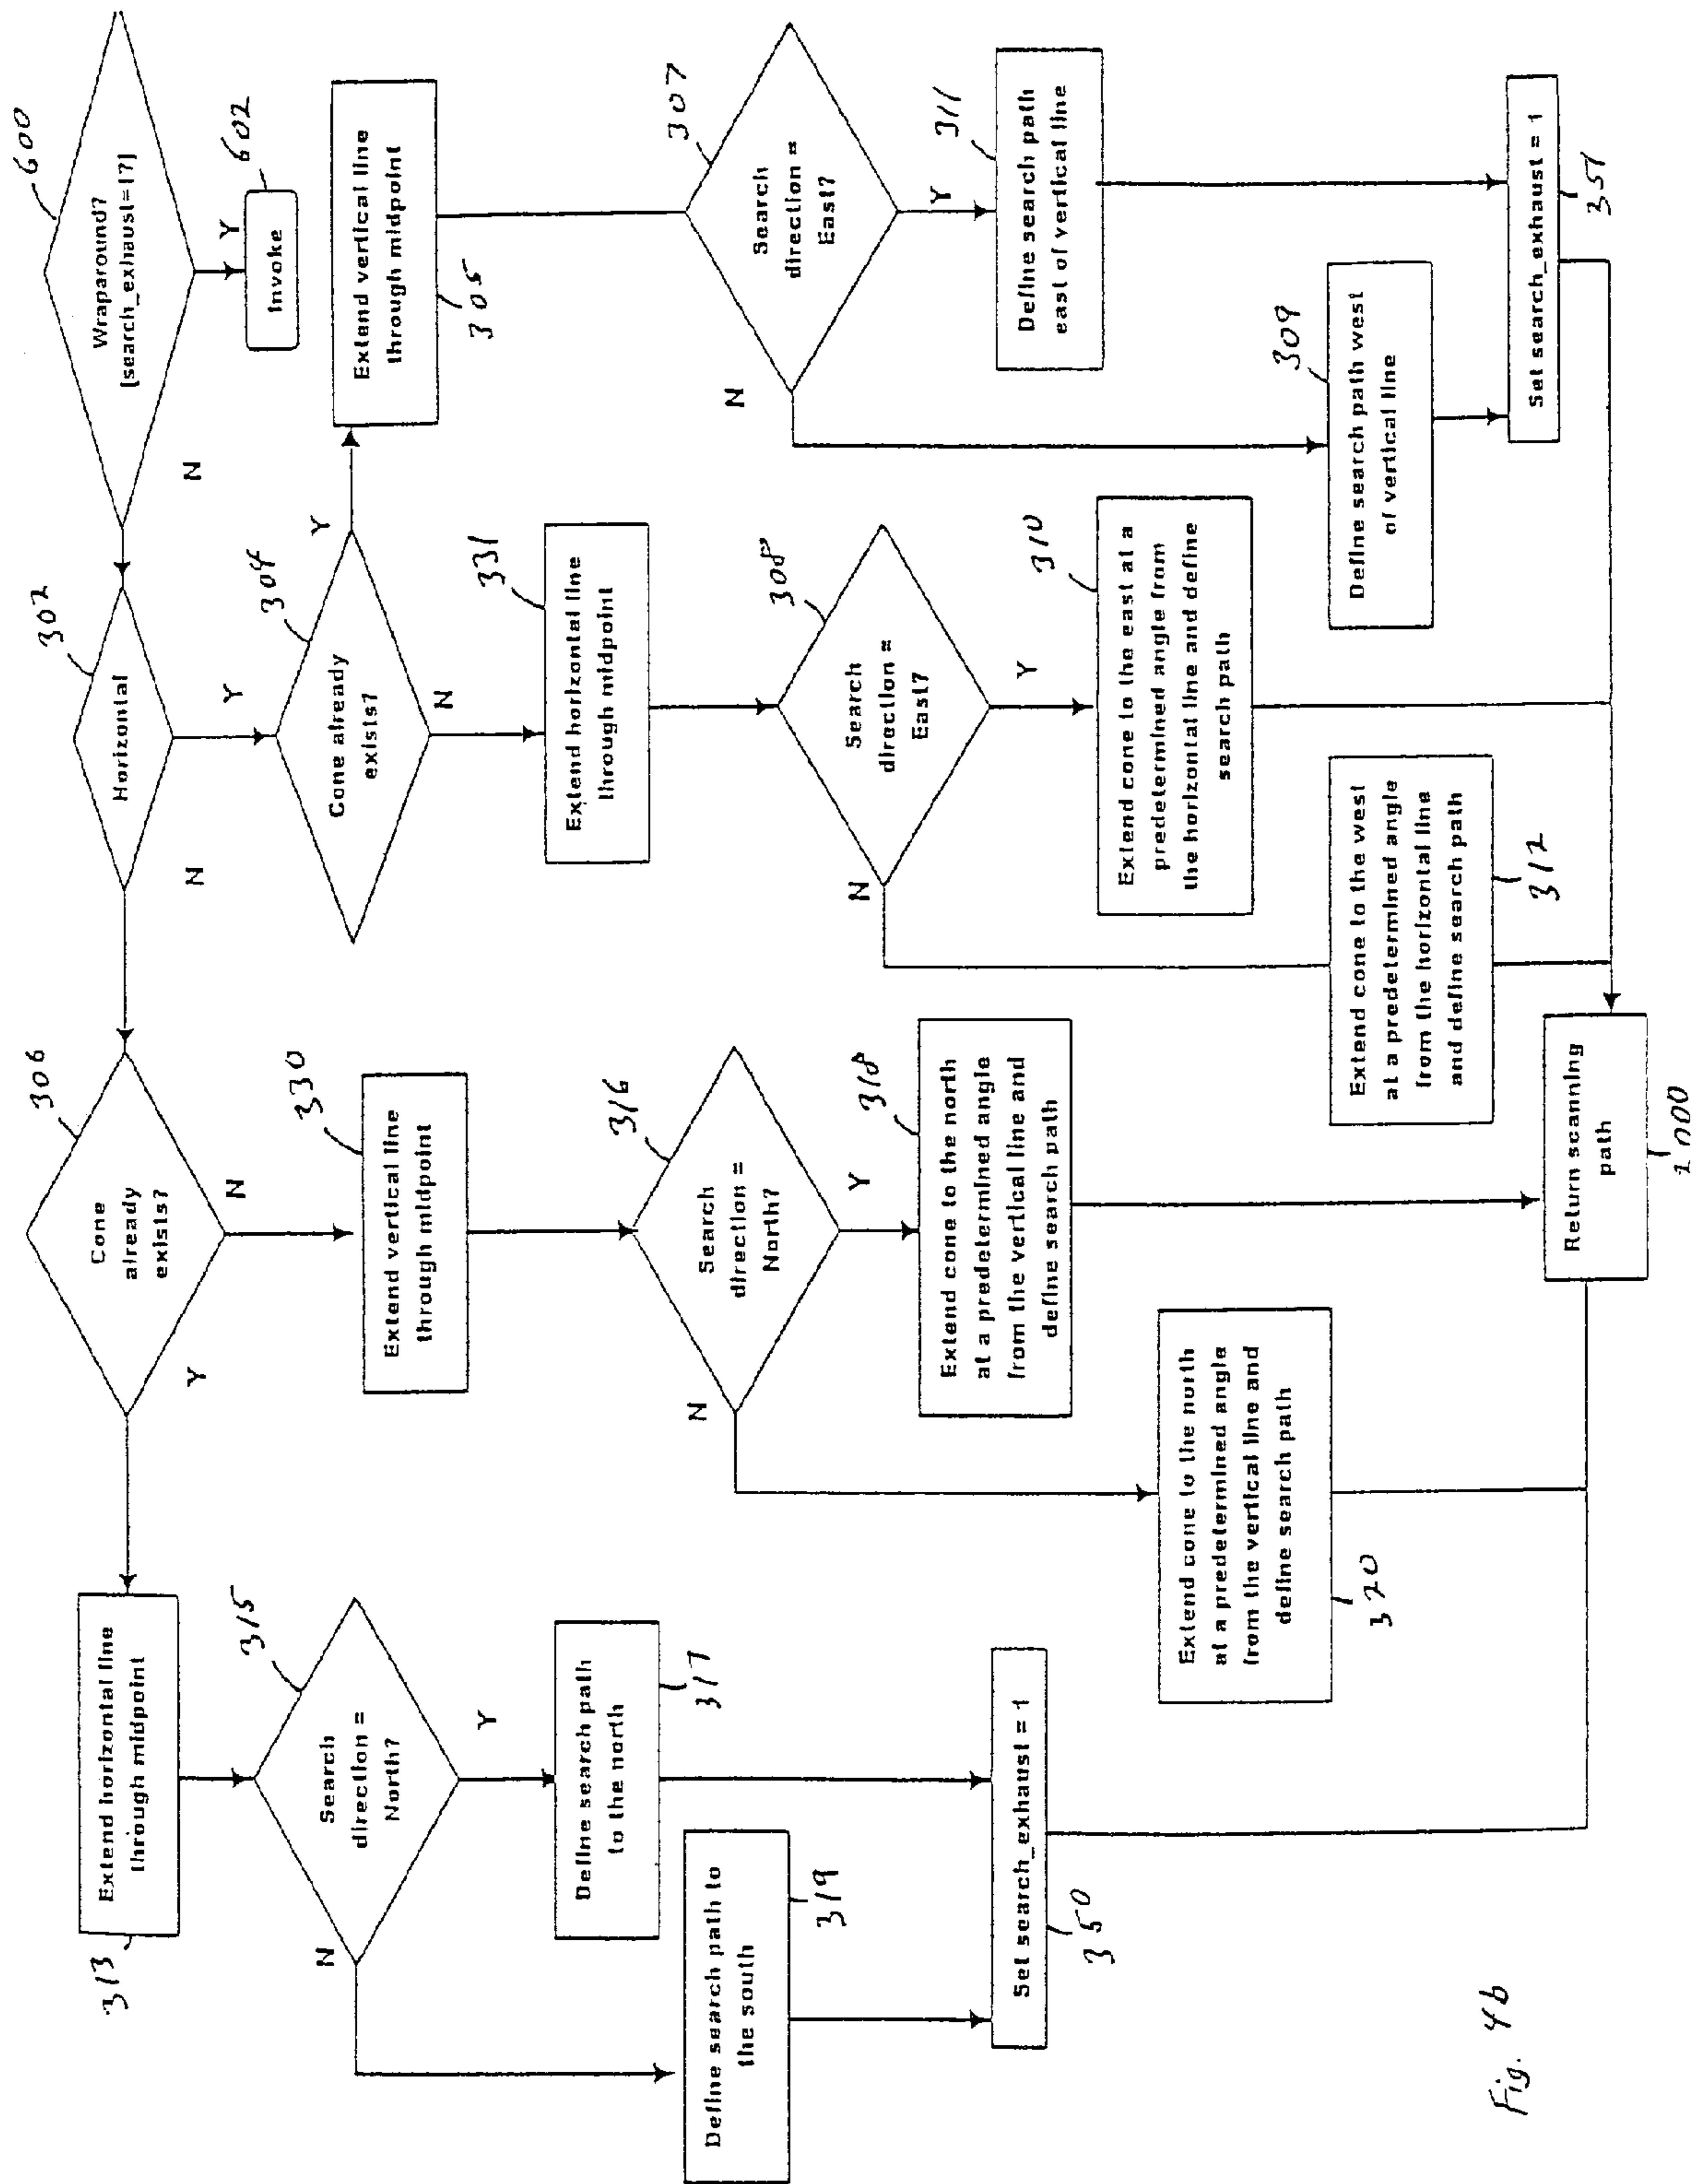 600
Wraparound?
[search_exhaust=1?]
Y
602
Invoke
N
302
Horizontal
Y
N
304
Cone already
exists?
Y
N
305
Extend vertical line
through midpoint
307
Search
direction =
East?
Y
N
311
Define search path
east of vertical line
309
Define search path west
of vertical line
Set search_exhaust = 1
351
331
Extend horizontal line
through midpoint
308
Search
direction =
East?
Y
N
310
Extend cone to the east at a
predetermined angle from
the horizontal line and define
search path
Extend cone to the west
at a predetermined angle
from the horizontal line
and define search path
312
306
Cone
already
exists?
N
Y
330
Extend vertical line
through midpoint
316
Search
direction =
North?
Y
N
318
Extend cone to the north
at a predetermined angle
from the vertical line and
define search path
Extend cone to the north
at a predetermined angle
from the vertical line and
define search path
320
Extend horizontal line
through midpoint
313
315
Search
direction =
North?
Y
N
Define search path
to the north
317
Define search path to
the south
319
Set search_exhaust = 1
350
Return scanning
path
1000
Fig. 4b